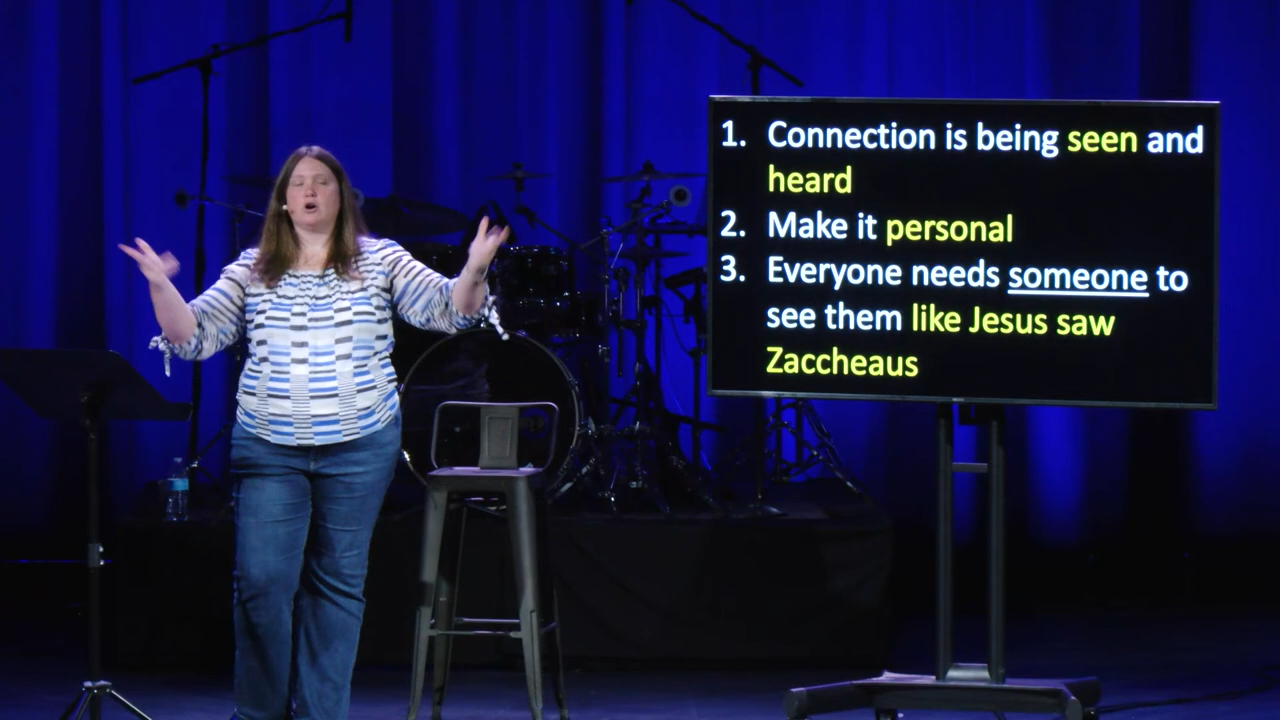 1. Connection is being seen and
heard
2. Make it personal
3. Everyone needs someone to
see them like Jesus saw
Zaccheaus